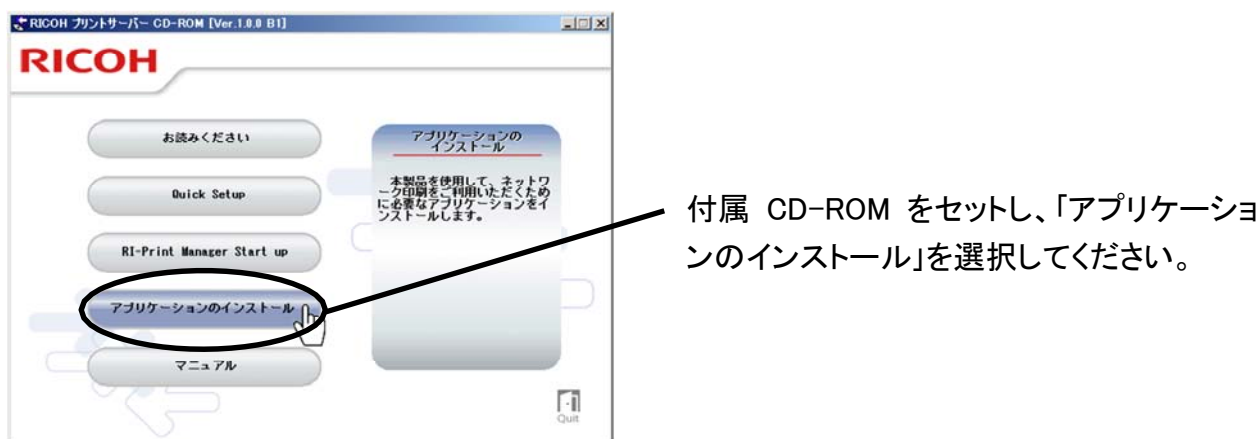 RICOH プリントサーバー CD-ROM [Ver.1.0.0 B1]
RICOH
お読みください
Quick Setup
RI-Print Manager Start up
アプリケーションのインストール
マニュアル
アプリケーションの
インストール
本製品を使用して、ネットワ
ーク印刷をご利用いただくため
に必要なアプリケーションをイ
ンストールします。
Quit
付属 CD-ROM をセットし、「アプリケーショ
ンのインストール」を選択してください。